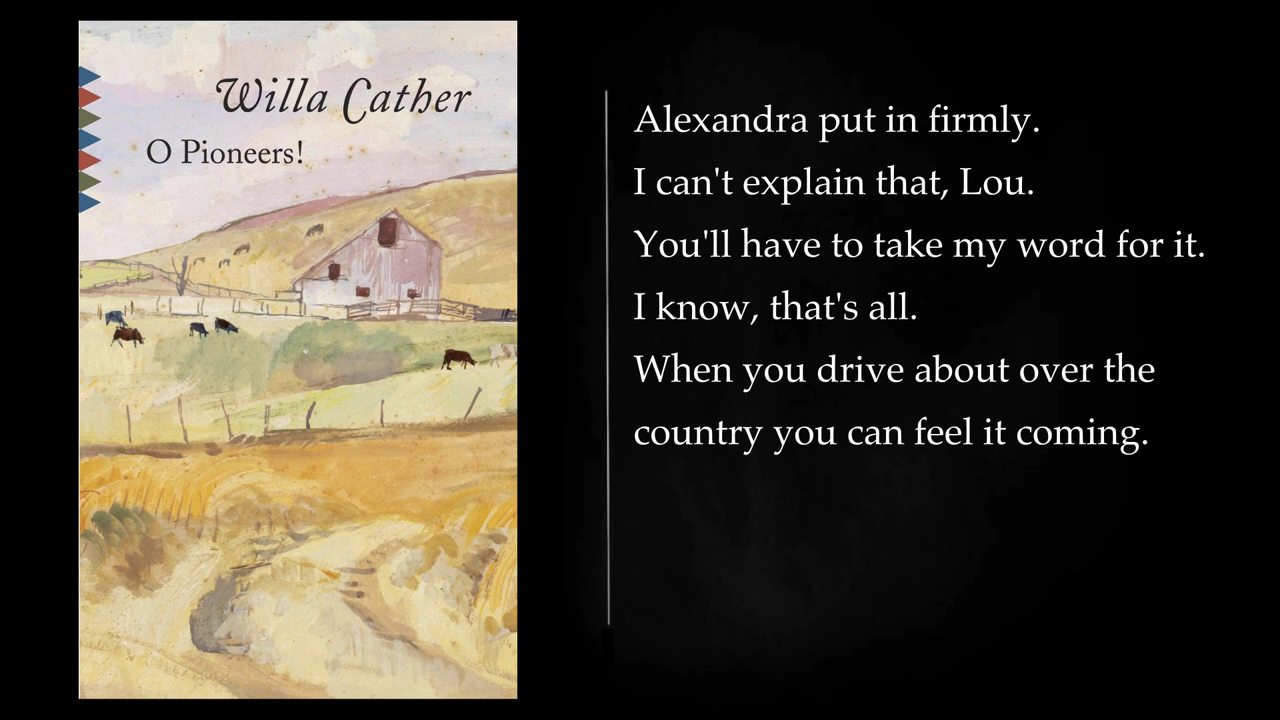 Willa Cather
O Pioneers!
Alexandra put in firmly.
I can't explain that, Lou.
You'll have to take my word for it.
I know, that's all.
When you drive about over the
country you can feel it coming.